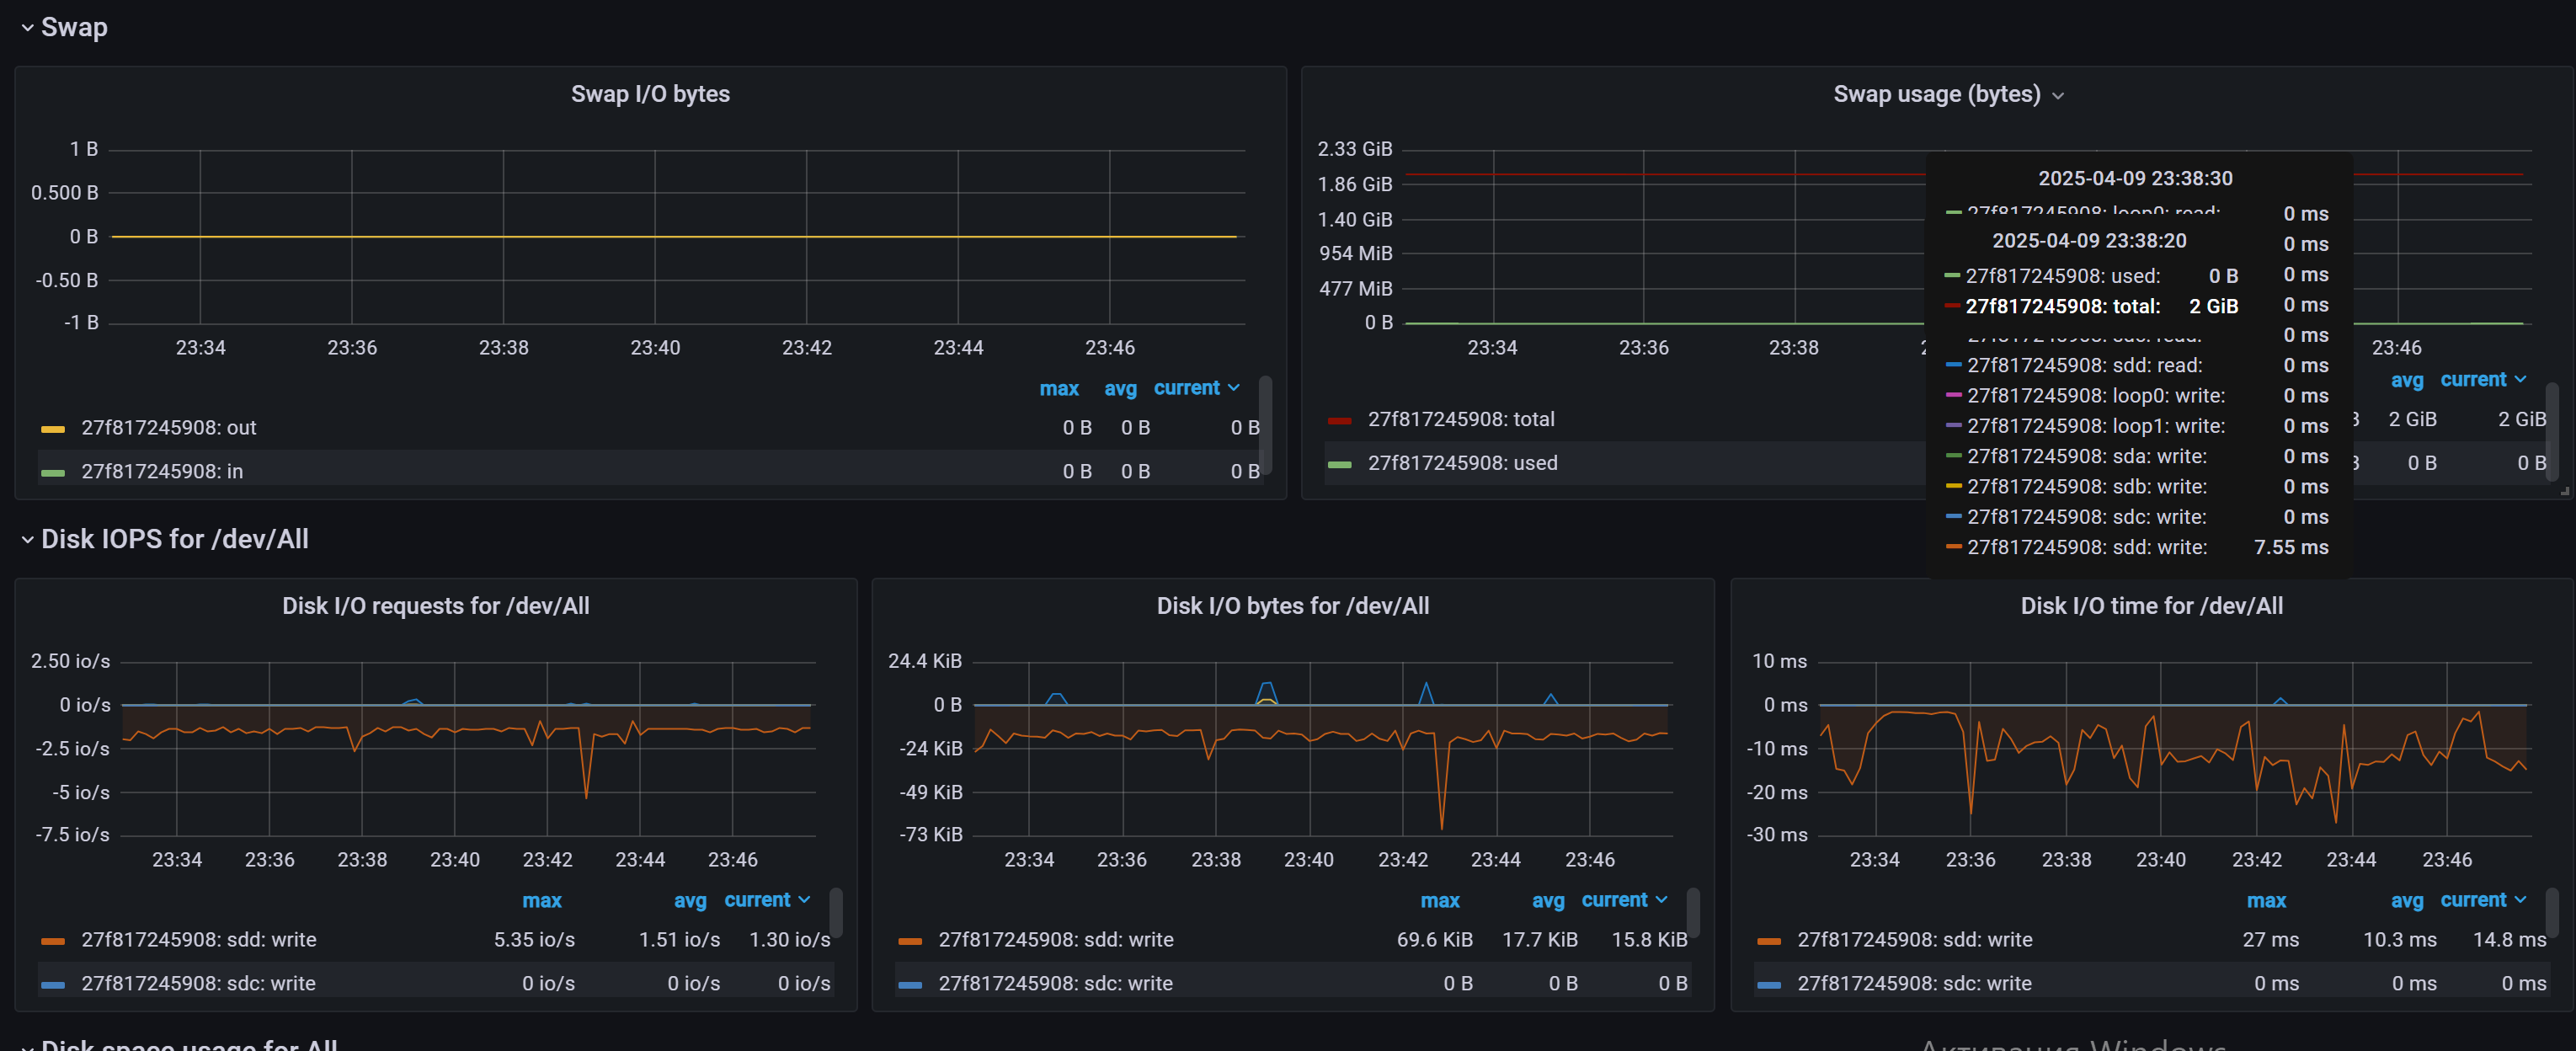 Swap
Swap I/O bytes
1 B
0.500 B
0 B
-0.50 B
-1 B
23:34 23:36 23:38 23:40 23:42 23:44 23:46
max avg current
27f817245908: out 0 B 0 B 0 B
27f817245908: in 0 B 0 B 0 B
Swap usage (bytes)
2.33 GiB
1.86 GiB
1.40 GiB
954 MiB
477 MiB
0 B
23:34 23:36 23:38 23:46
avg current
27f817245908: total 2 GiB 2 GiB
27f817245908: used 0 B 0 B
2025-04-09 23:38:30
27f817245908: loop0: read: 0 ms
0 ms
0 ms
0 ms
0 ms
2025-04-09 23:38:20
27f817245908: used: 0 B
27f817245908: total: 2 GiB
27f817245908: sdd: read: 0 ms
27f817245908: loop0: write: 0 ms
27f817245908: loop1: write: 0 ms
27f817245908: sda: write: 0 ms
27f817245908: sdb: write: 0 ms
27f817245908: sdc: write: 0 ms
27f817245908: sdd: write: 7.55 ms
Disk IOPS for /dev/All
Disk I/O requests for /dev/All
2.50 io/s
0 io/s
-2.5 io/s
-5 io/s
-7.5 io/s
23:34 23:36 23:38 23:40 23:42 23:44 23:46
max avg current
27f817245908: sdd: write 5.35 io/s 1.51 io/s 1.30 io/s
27f817245908: sdc: write 0 io/s 0 io/s 0 io/s
Disk I/O bytes for /dev/All
24.4 KiB
0 B
-24 KiB
-49 KiB
-73 KiB
23:34 23:36 23:38 23:40 23:42 23:44 23:46
max avg current
27f817245908: sdd: write 69.6 KiB 17.7 KiB 15.8 KiB
27f817245908: sdc: write 0 B 0 B 0 B
Disk I/O time for /dev/All
10 ms
0 ms
-10 ms
-20 ms
-30 ms
23:34 23:36 23:38 23:40 23:42 23:44 23:46
max avg current
27f817245908: sdd: write 27 ms 10.3 ms 14.8 ms
27f817245908: sdc: write 0 ms 0 ms 0 ms
Disk space usage for All
Активация Windows